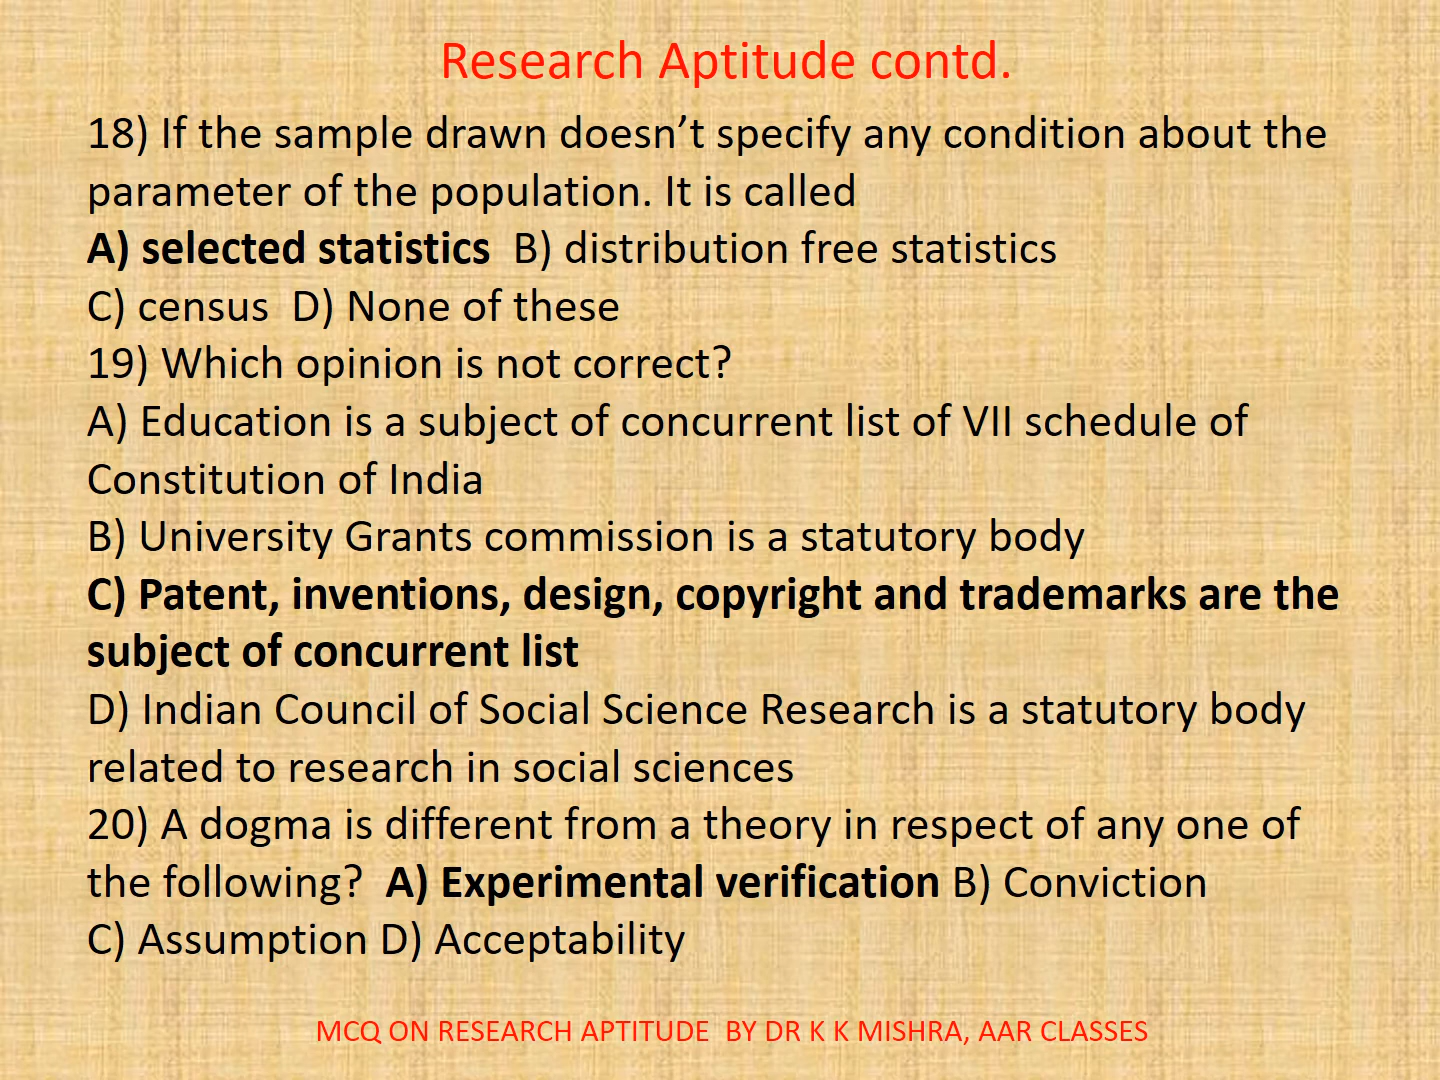 Research Aptitude contd.
18) If the sample drawn doesn’t specify any condition about the
parameter of the population. It is called
A) selected statistics  B) distribution free statistics
C) census  D) None of these
19) Which opinion is not correct?
A) Education is a subject of concurrent list of VII schedule of
Constitution of India
B) University Grants commission is a statutory body
C) Patent, inventions, design, copyright and trademarks are the
subject of concurrent list
D) Indian Council of Social Science Research is a statutory body
related to research in social sciences
20) A dogma is different from a theory in respect of any one of
the following?  A) Experimental verification B) Conviction
C) Assumption D) Acceptability
MCQ ON RESEARCH APTITUDE  BY DR K K MISHRA, AAR CLASSES